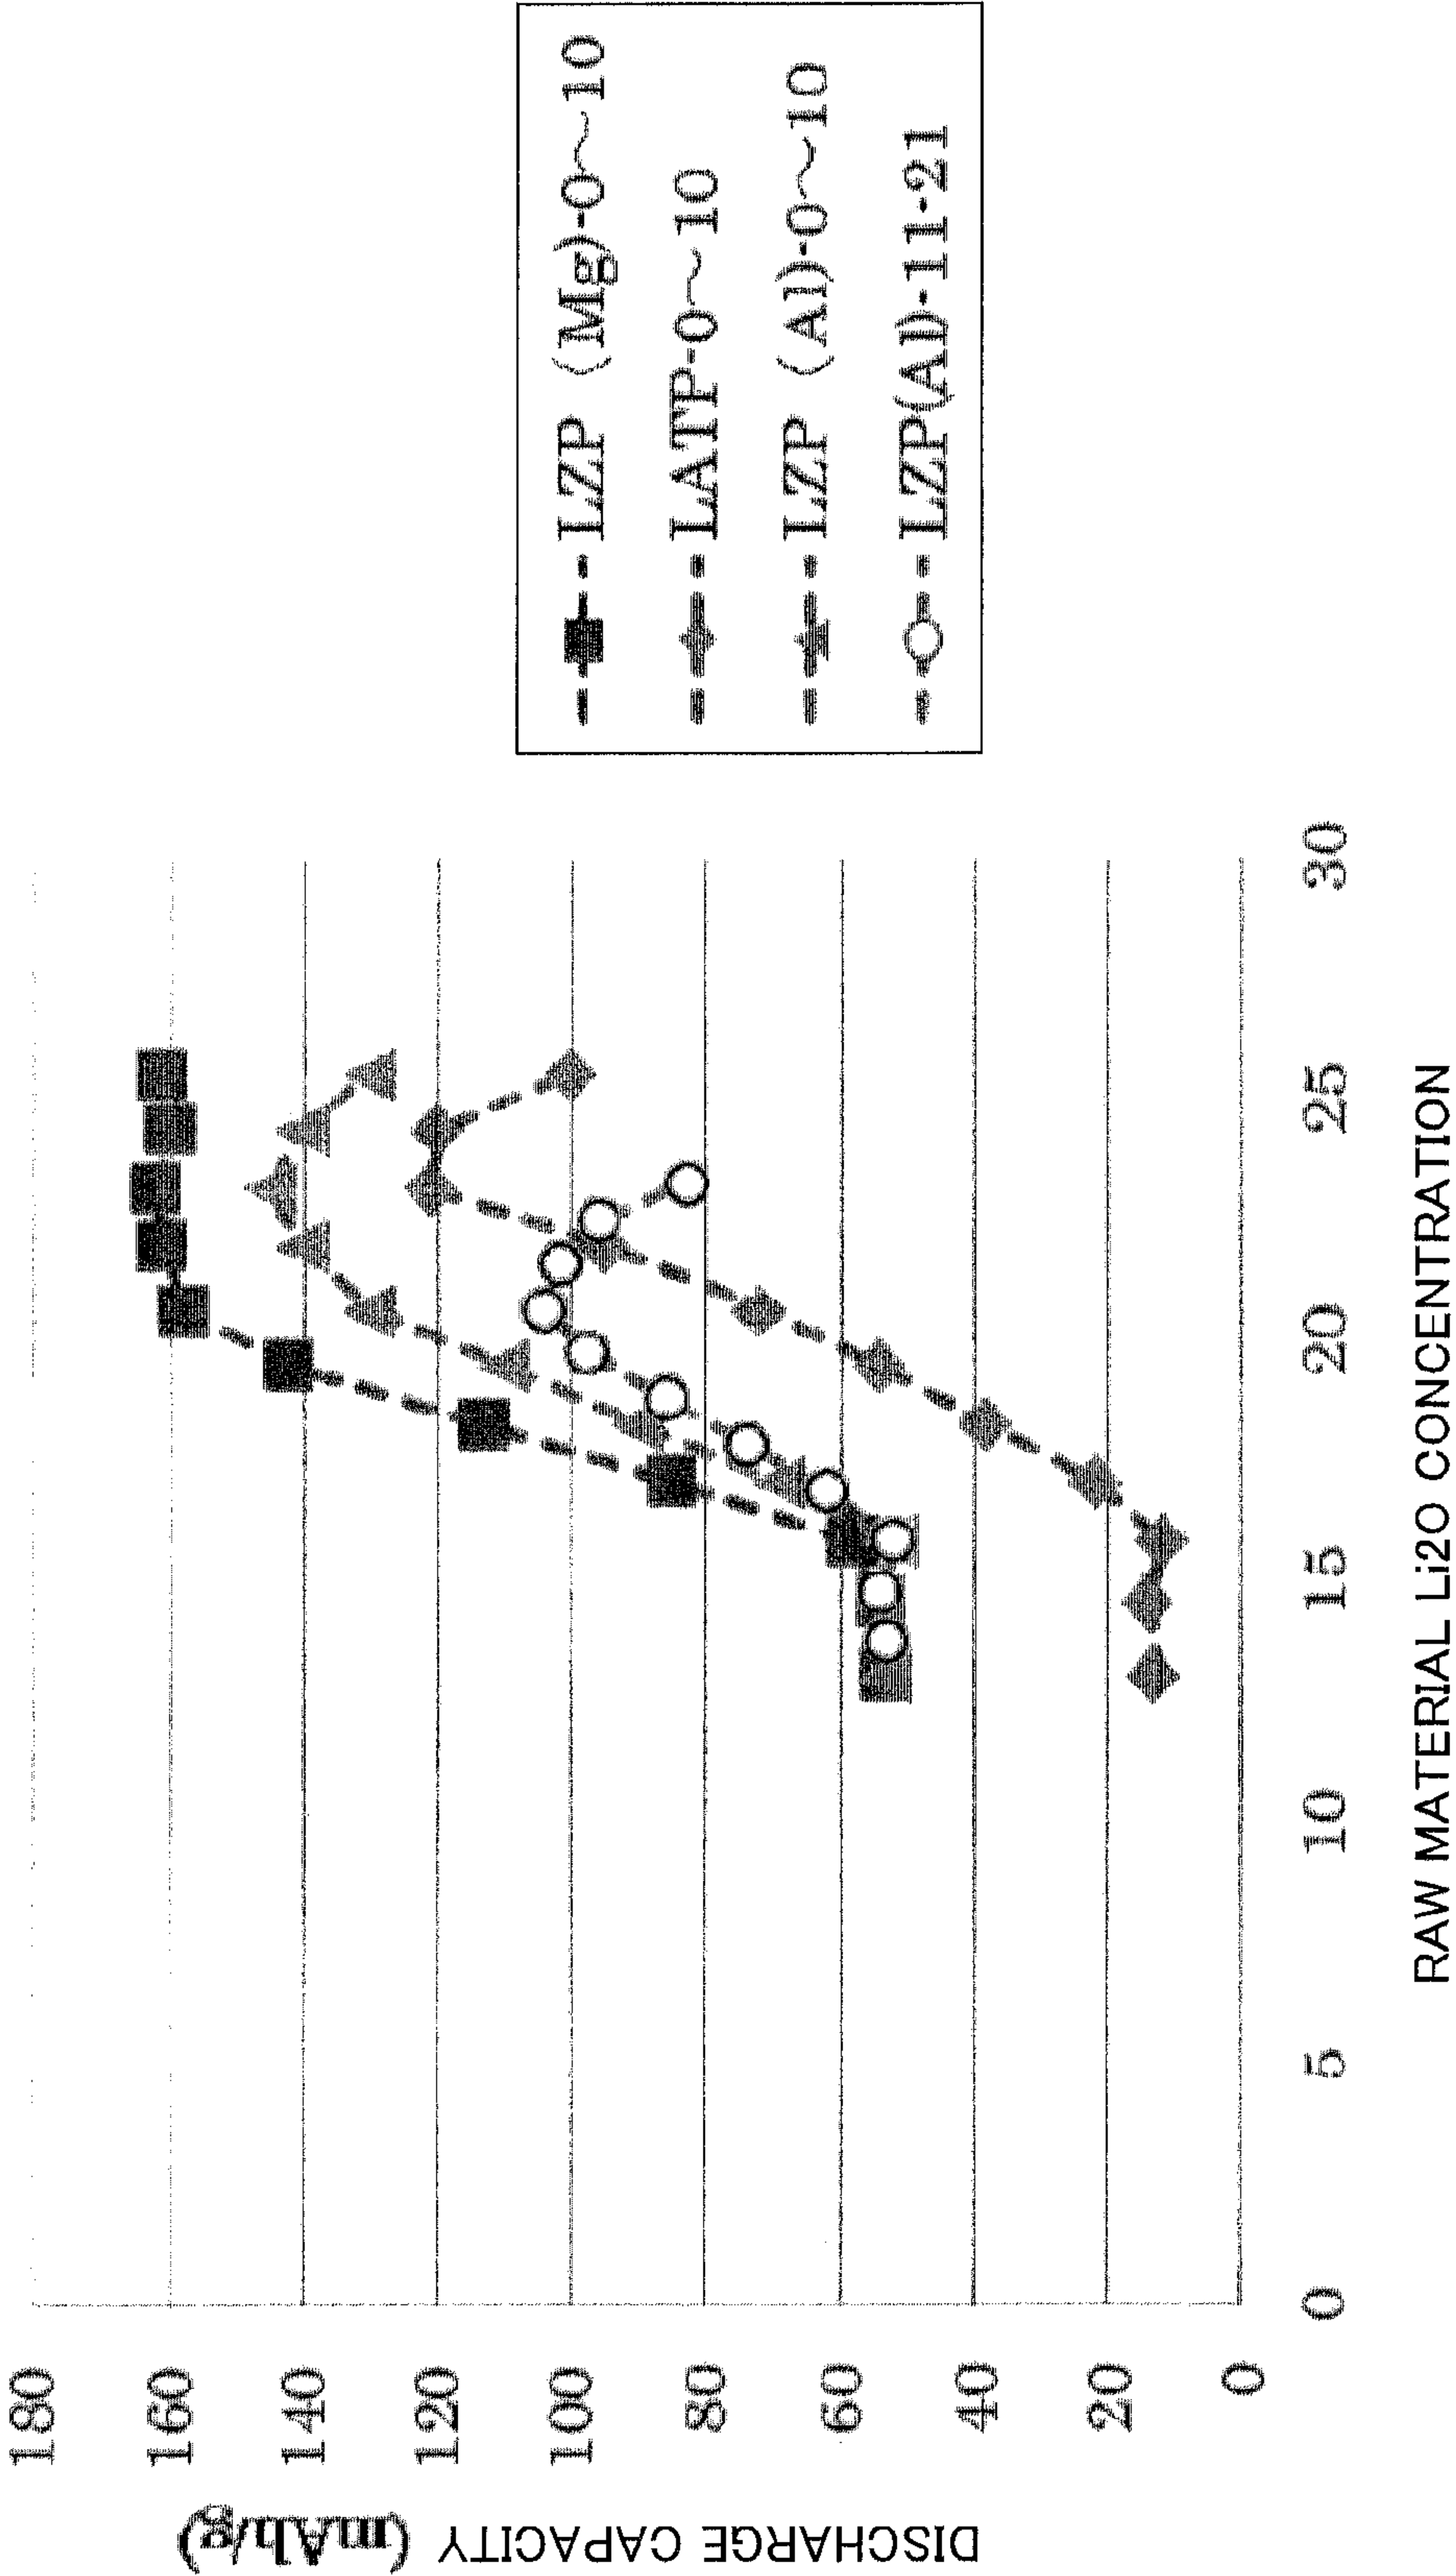 DISCHARGE CAPACITY (mAh/g)
180
160
140
120
100
80
60
40
20
0
0 5 10 15 20 25 30
RAW MATERIAL Li2O CONCENTRATION
LZP (Mg)-0~10
LATP-0~10
LZP (Al)-0~10
LZP(Al)-11-21